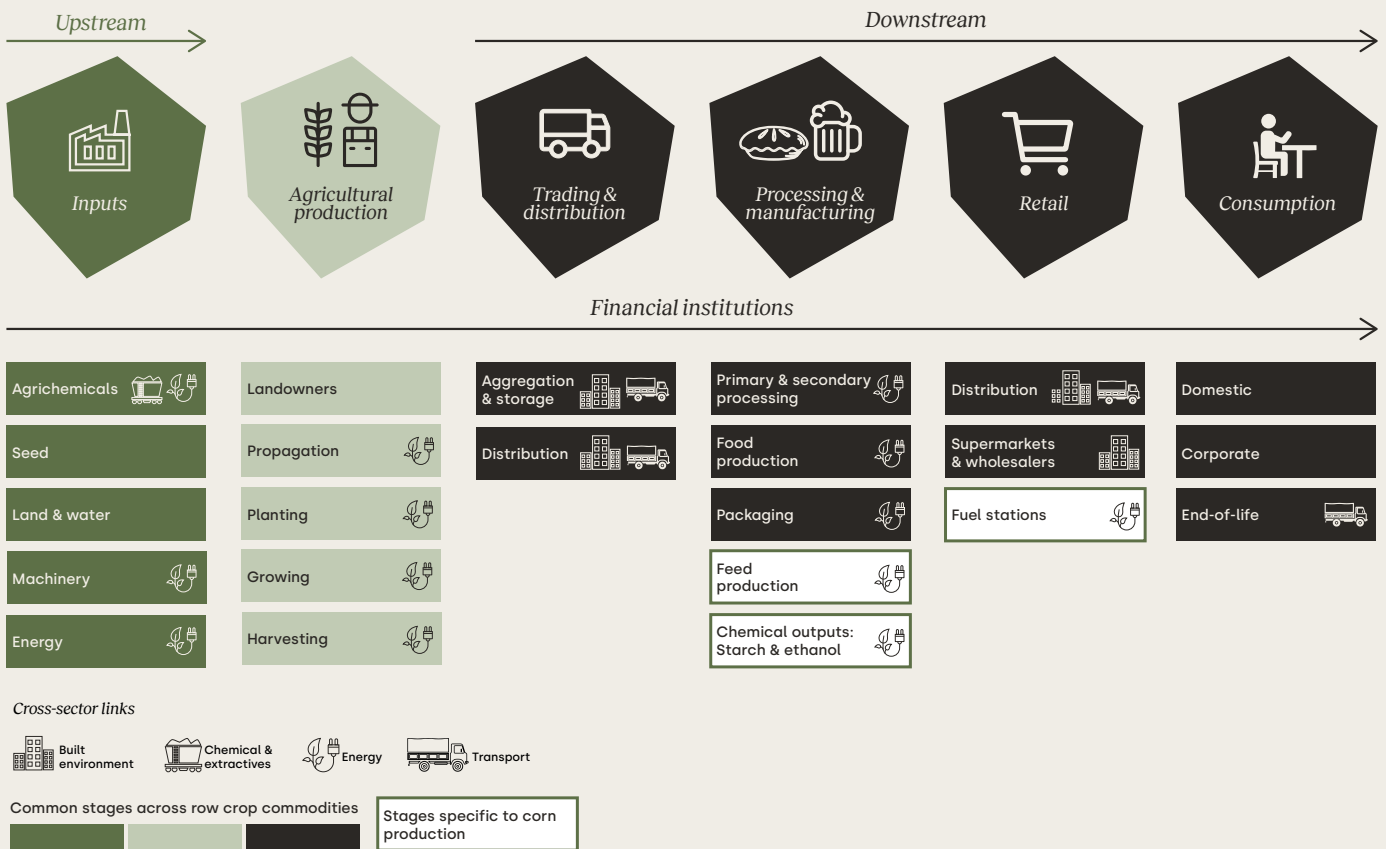 Upstream
Downstream
Inputs
Agricultural
production
Trading &
distribution
Processing &
manufacturing
Retail
Consumption
Financial institutions
Agrichemicals
Seed
Land & water
Machinery
Energy
Landowners
Propagation
Planting
Growing
Harvesting
Aggregation
& storage
Distribution
Primary & secondary
processing
Food
production
Packaging
Feed
production
Chemical outputs:
Starch & ethanol
Distribution
Supermarkets
& wholesalers
Fuel stations
Domestic
Corporate
End-of-life
Cross-sector links
Built
environment
Chemical &
extractives
Energy
Transport
Common stages across row crop commodities
Stages specific to corn
production